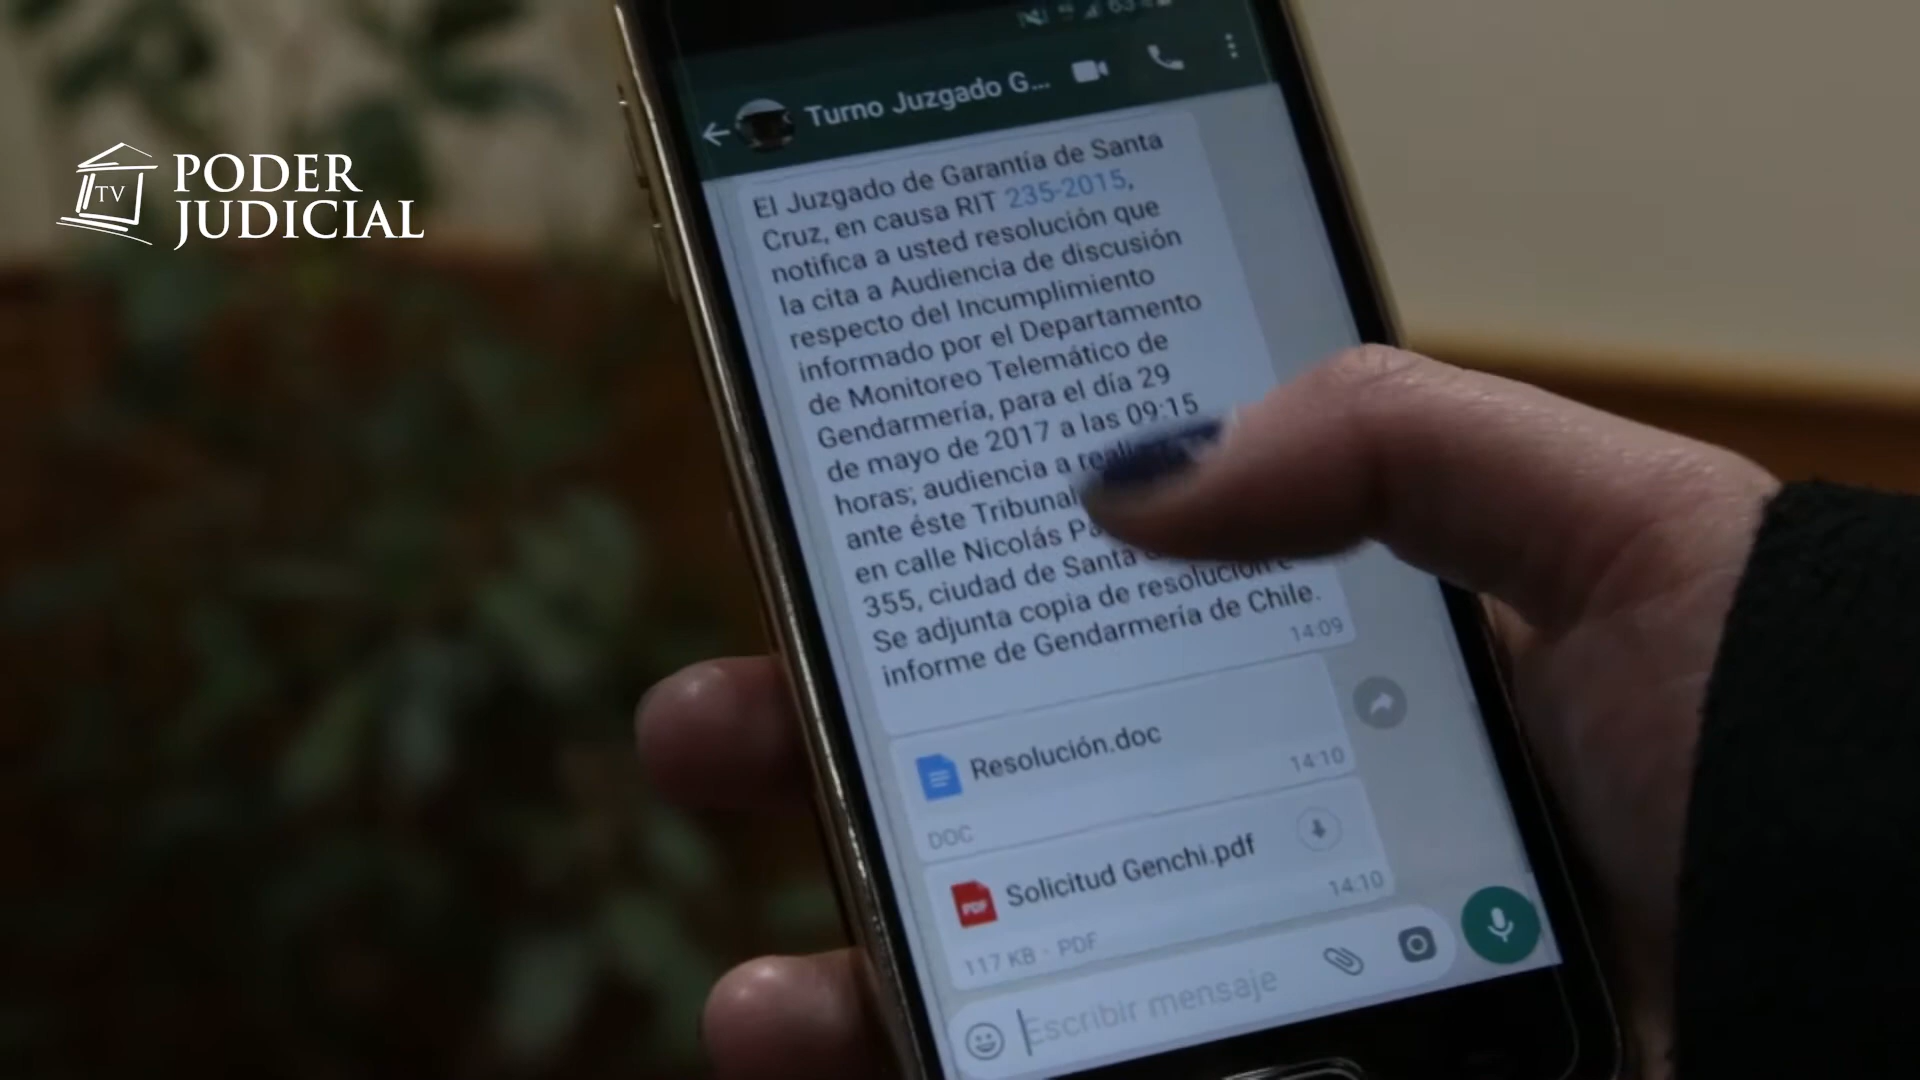 TV
PODER
JUDICIAL
Turno Juzgado G...
El Juzgado de Garantía de Santa
Cruz, en causa RIT 235-2015,
notifica a usted resolución que
la cita a Audiencia de discusión
respecto del Incumplimiento
informado por el Departamento
de Monitoreo Telemático de
Gendarmería, para el día 29
de mayo de 2017 a las 09:15
horas; audiencia a
ante éste Tribunal
en calle Nicolás
355, ciudad de Santa
Se adjunta copia de resolución e
informe de Gendarmería de Chile.
14:09
Resolución.doc
14:10
DOC
Solicitud Genchi.pdf
PDF
14:10
117 KB · PDF
Escribir mensaje